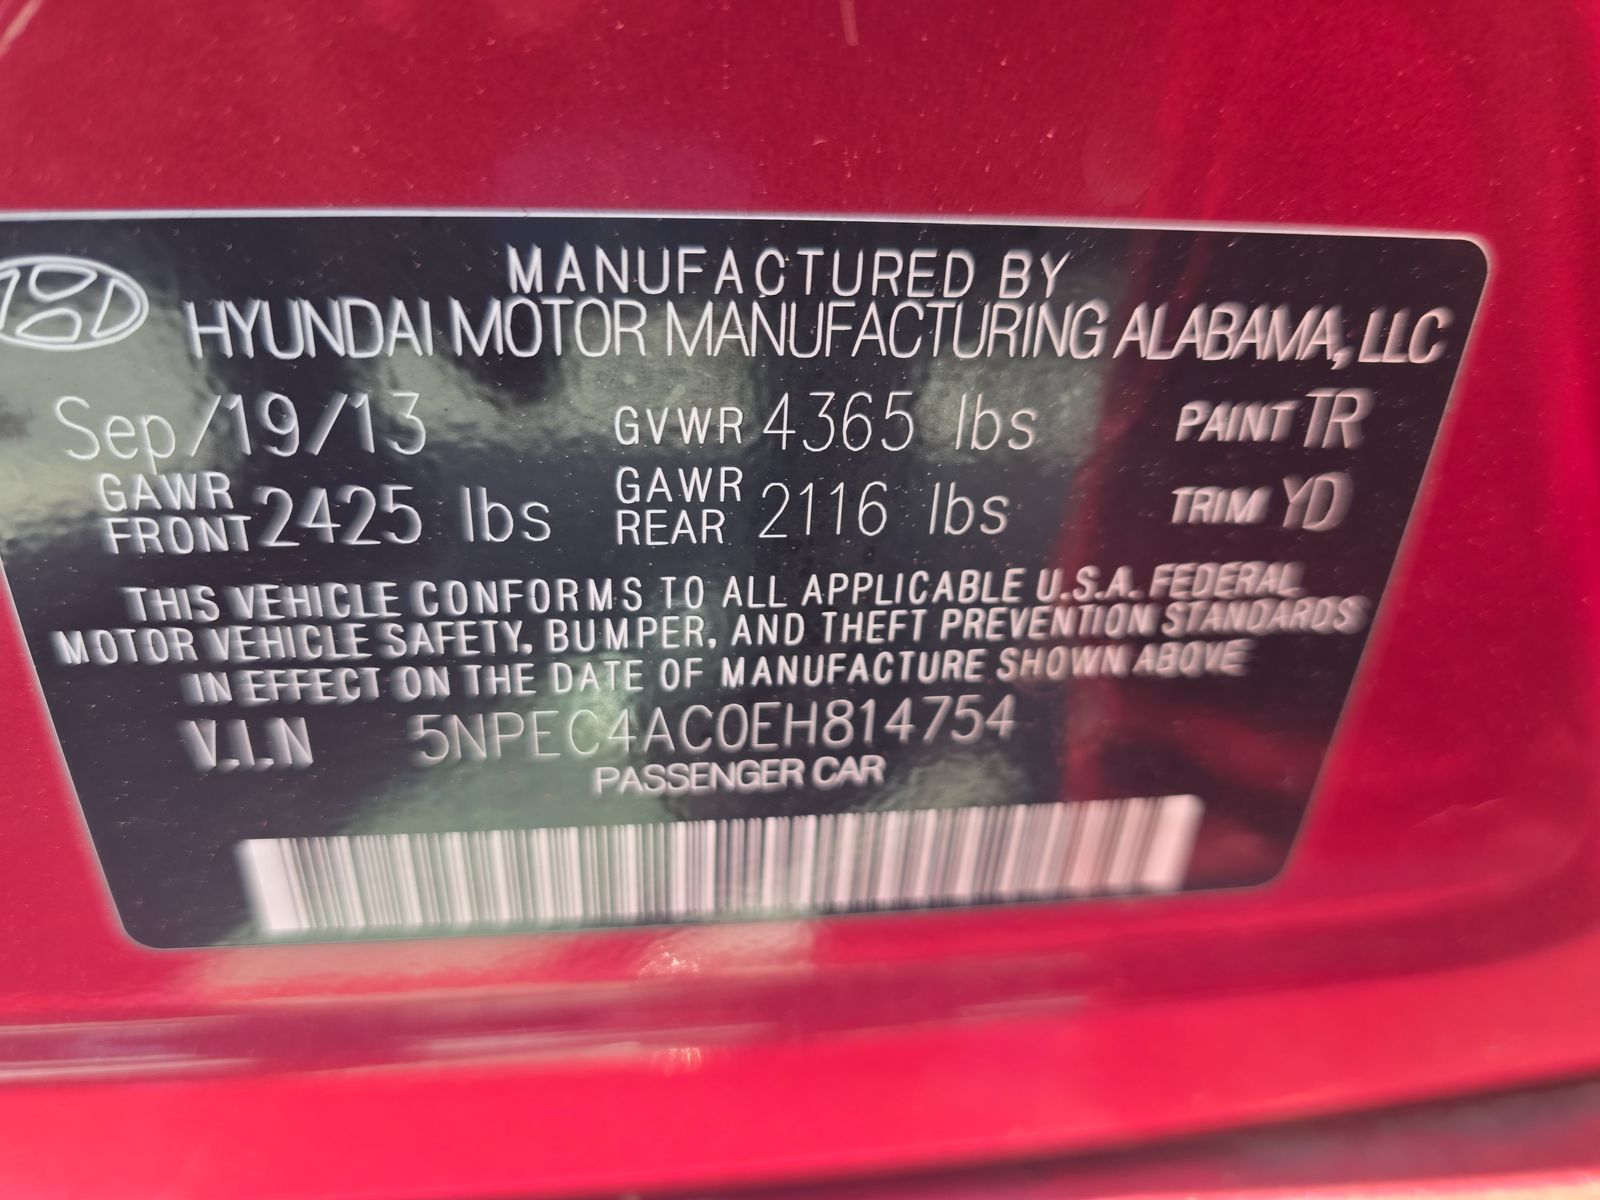 MANUFACTURED BY
HYUNDAI MOTOR MANUFACTURING ALABAMA, LLC
Sep/19/13 GVWR 4365 lbs PAINT TR
GAWR FRONT 2425 lbs GAWR REAR 2116 lbs TRIM YD
THIS VEHICLE CONFORMS TO ALL APPLICABLE U.S.A. FEDERAL
MOTOR VEHICLE SAFETY, BUMPER, AND THEFT PREVENTION STANDARDS
IN EFFECT ON THE DATE OF MANUFACTURE SHOWN ABOVE
V.I.N 5NPEC4AC0EH814754
PASSENGER CAR